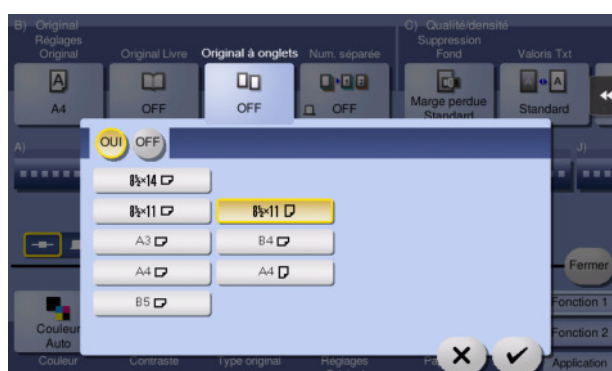 B) Original
C) Qualité/densité
Réglages
Original
Original Livre
Original à onglets
Num. séparée
Suppression
Fond
Valoris Txt
A
A4
OFF
OFF
OFF
Marge perdue
Standard
A
Standard
A)
OUI
OFF
J)
8½×14
8½×11
8½×11
A3
B4
A4
A4
B5
Fermer
Couleur
Auto
Fonction 1
Fonction 2
Couleur
Contraste
Type original
Réglages
Application